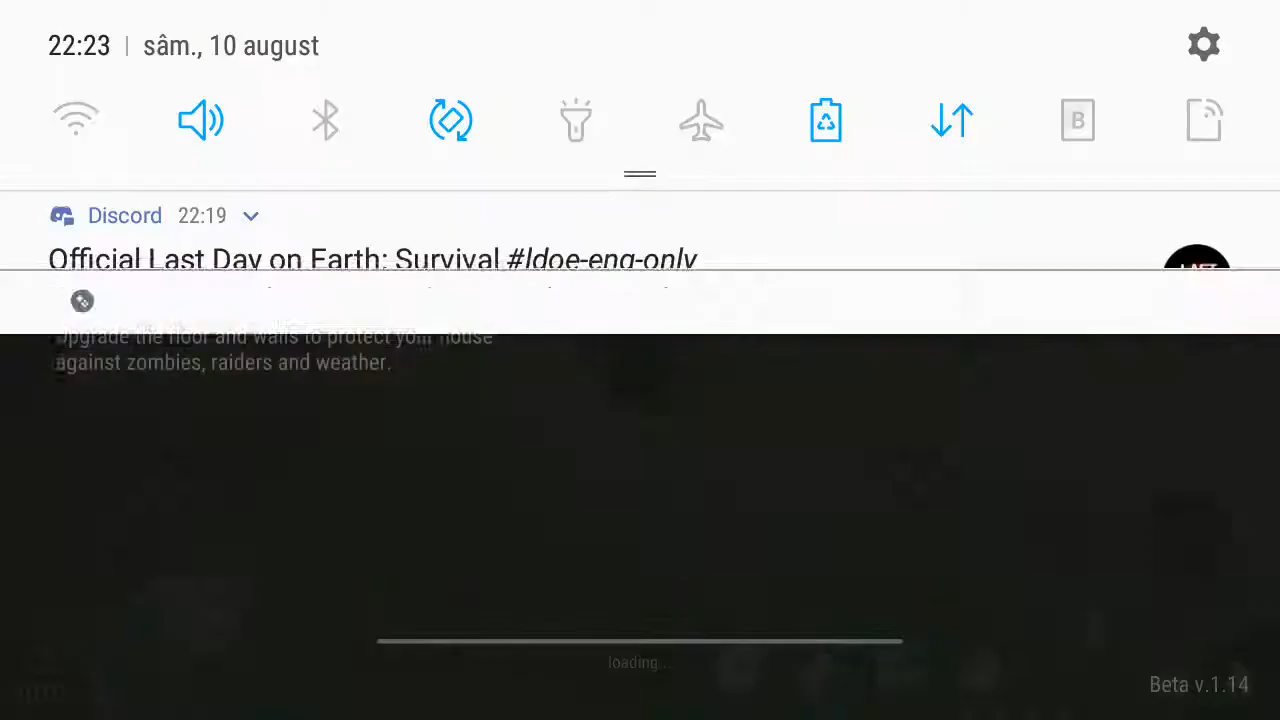 22:23 | sâm., 10 august
B
Discord 22:19
Official Last Day on Earth: Survival #ldoe-eng-only
Upgrade the floor and walls to protect your house
against zombies, raiders and weather.
loading...
Beta v.1.14